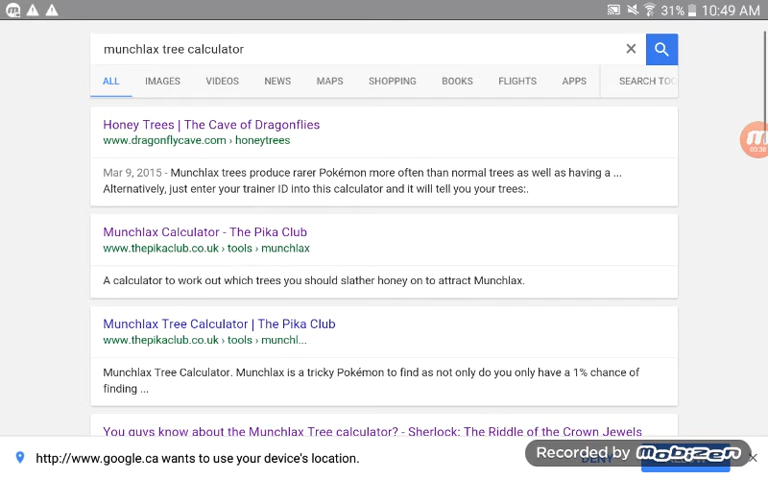 31% 10:49 AM
munchlax tree calculator
ALL IMAGES VIDEOS NEWS MAPS SHOPPING BOOKS FLIGHTS APPS SEARCH TOO
Honey Trees | The Cave of Dragonflies
www.dragonflycave.com › honeytrees
00:38
Mar 9, 2015 - Munchlax trees produce rarer Pokémon more often than normal trees as well as having a ...
Alternatively, just enter your trainer ID into this calculator and it will tell you your trees:.
Munchlax Calculator - The Pika Club
www.thepikaclub.co.uk › tools › munchlax
A calculator to work out which trees you should slather honey on to attract Munchlax.
Munchlax Tree Calculator | The Pika Club
www.thepikaclub.co.uk › tools › munchl...
Munchlax Tree Calculator. Munchlax is a tricky Pokémon to find as not only do you only have a 1% chance of
finding ...
You guys know about the Munchlax Tree calculator? - Sherlock: The Riddle of the Crown Jewels
http://www.google.ca wants to use your device's location.
DENY
Recorded by mobizen